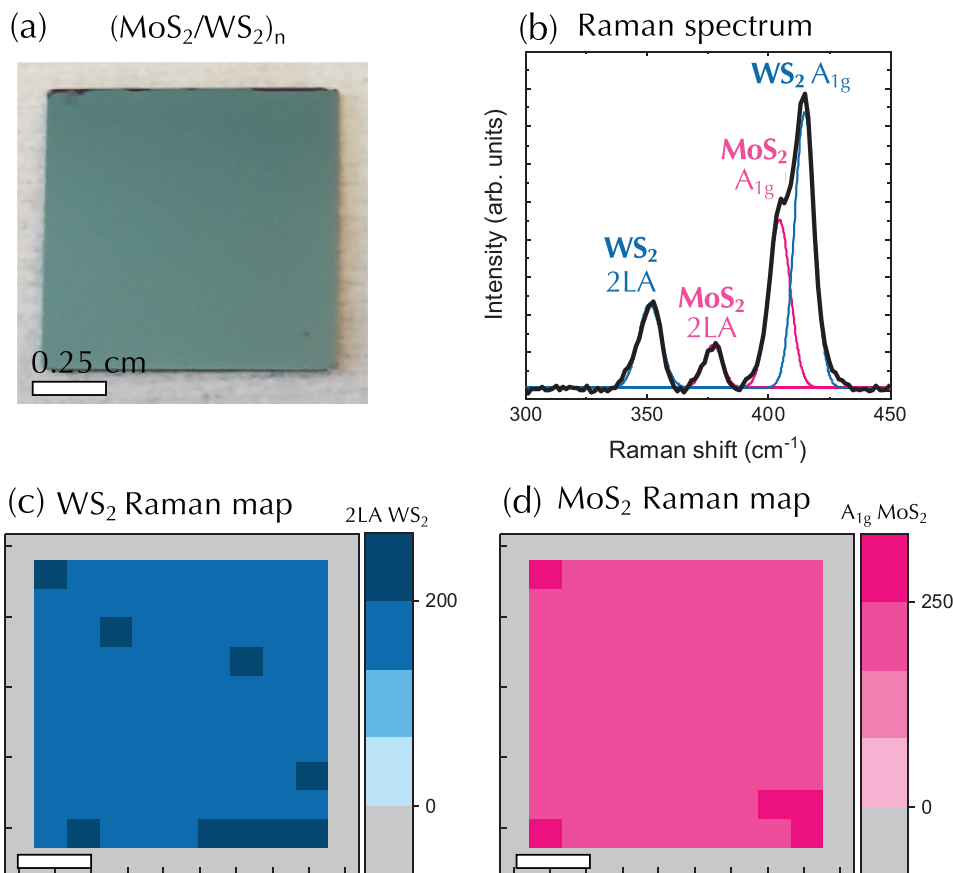 (a) (MoS₂/WS₂)ₙ
0.25 cm
(b) Raman spectrum
WS₂ A₁g
MoS₂
A₁g
WS₂
2LA
MoS₂
2LA
Intensity (arb. units)
300 350 400 450
Raman shift (cm⁻¹)
(c) WS₂ Raman map
2LA WS₂
200
0
(d) MoS₂ Raman map
A₁g MoS₂
250
0